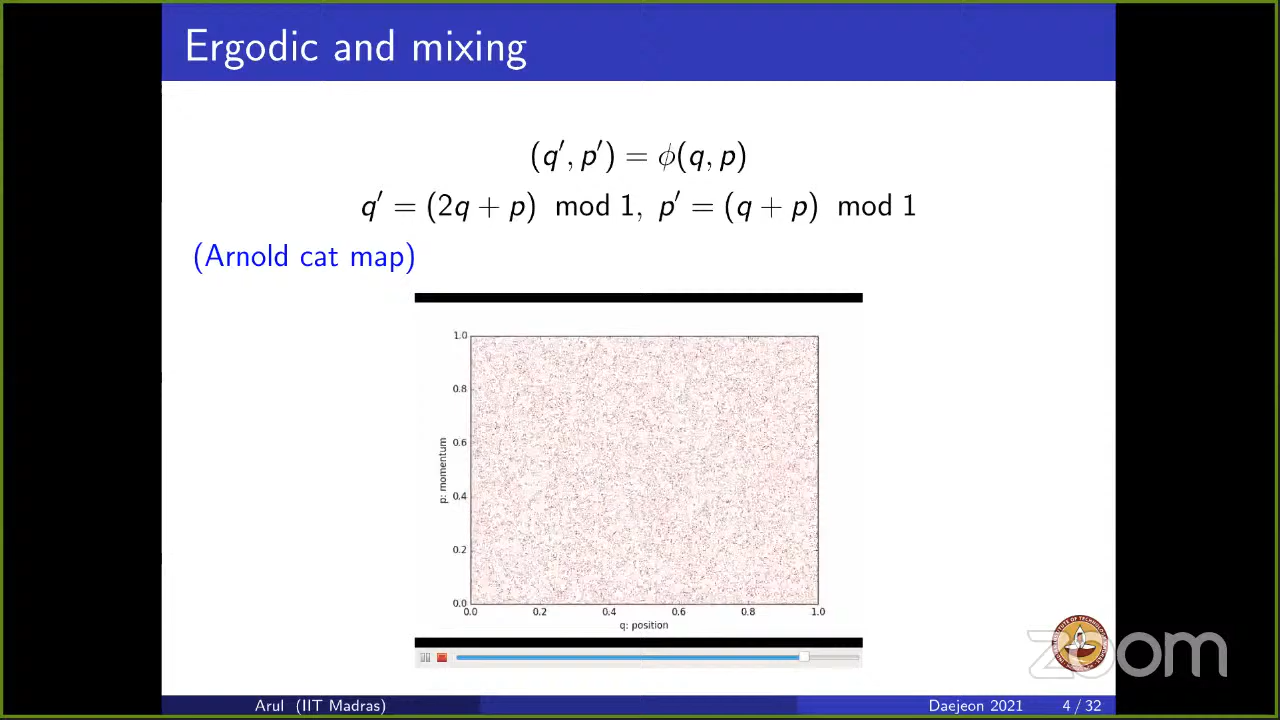 Ergodic and mixing
(q′, p′) = ϕ(q, p)
q′ = (2q + p) mod 1, p′ = (q + p) mod 1
(Arnold cat map)
1.0
0.8
0.6
0.4
0.2
0.0
p: momentum
0.0 0.2 0.4 0.6 0.8 1.0
q: position
zoom
Arul (IIT Madras) Daejeon 2021 4 / 32